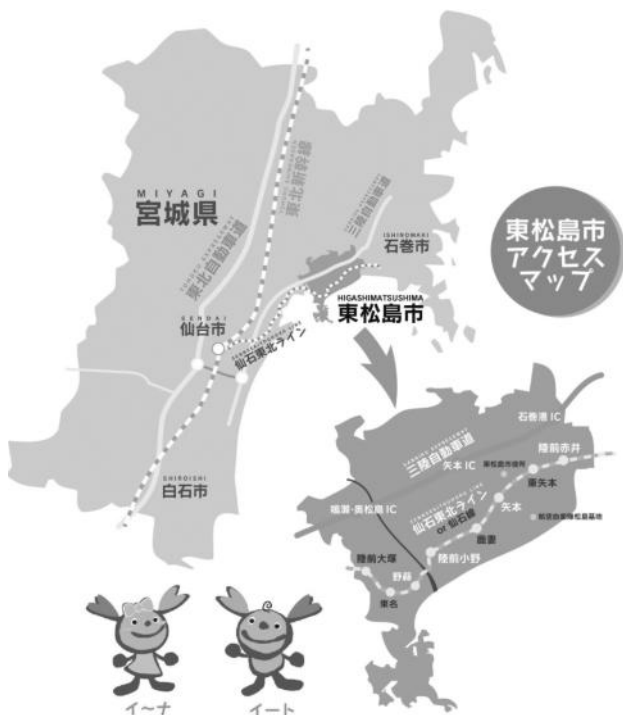 MIYAGI
宮城県
TOHOKU EXPRESSWAY
東北自動車道
東北新幹線
三陸自動車道
ISHINOMAKI
石巻市
SENDAI
仙台市
仙石東北ライン
HIGASHIMATSUSHIMA
東松島市
SHIROISHI
白石市
東松島市
アクセス
マップ
石巻港IC
三陸自動車道
矢本IC
東松島市役所
陸前赤井
東矢本
矢本
鳴瀬・奥松島IC
仙石東北ライン
or 仙石線
鹿妻
航空自衛隊松島基地
陸前小野
陸前大塚
野蒜
東名
イ〜ナ
イート